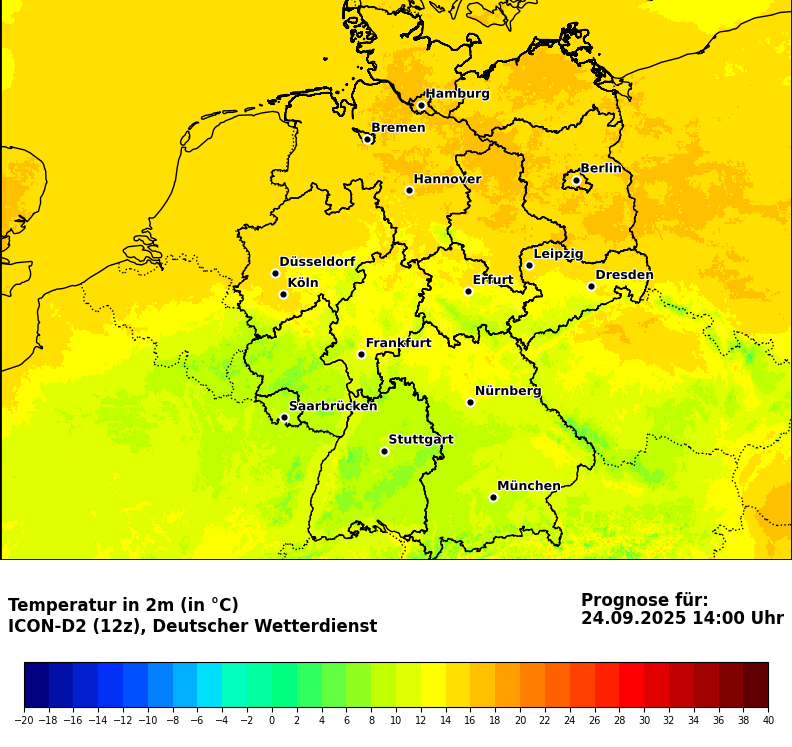 Hamburg
Bremen
Berlin
Hannover
Leipzig
Düsseldorf
Dresden
Köln
Erfurt
Frankfurt
Nürnberg
Saarbrücken
Stuttgart
München
Temperatur in 2m (in °C)
ICON-D2 (12z), Deutscher Wetterdienst
Prognose für:
24.09.2025 14:00 Uhr
−20 −18 −16 −14 −12 −10 −8 −6 −4 −2 0 2 4 6 8 10 12 14 16 18 20 22 24 26 28 30 32 34 36 38 40